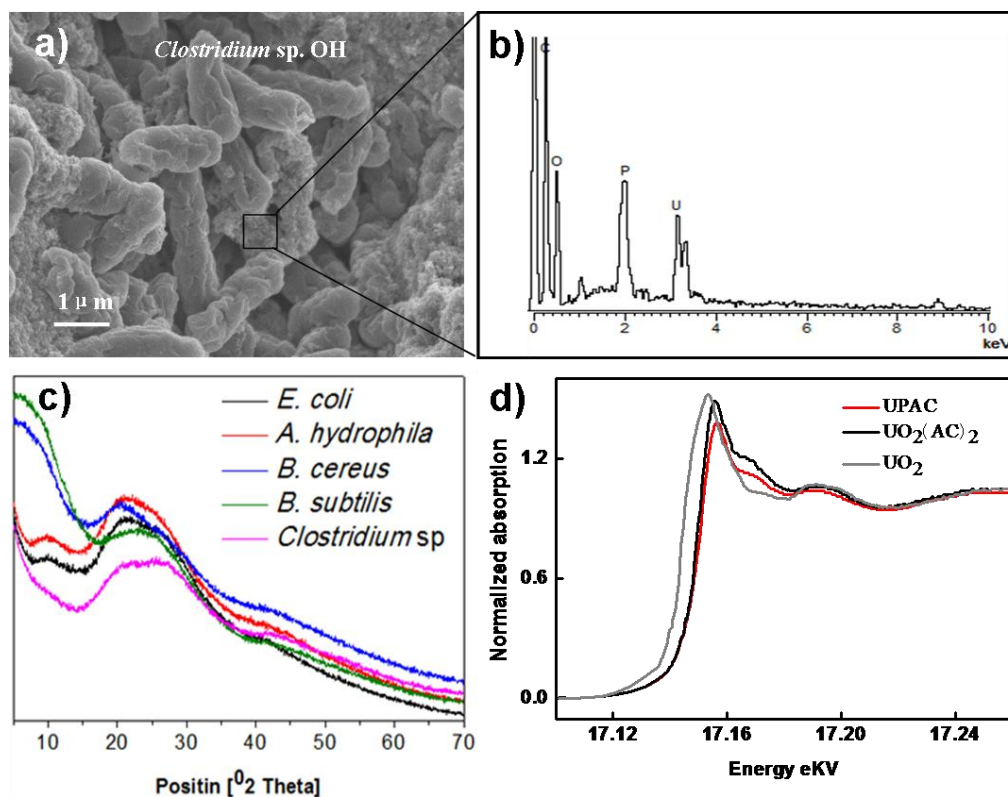 a)
Clostridium sp. OH
1 μm
b)
C
O
P
U
0
2
4
6
8
10
keV
c)
E. coli
A. hydrophila
B. cereus
B. subtilis
Clostridium sp
10
20
30
40
50
60
70
Positin [⁰2 Theta]
d)
UPAC
UO₂(AC)₂
UO₂
Normalized absorption
1.2
0.6
0.0
17.12
17.16
17.20
17.24
Energy eKV